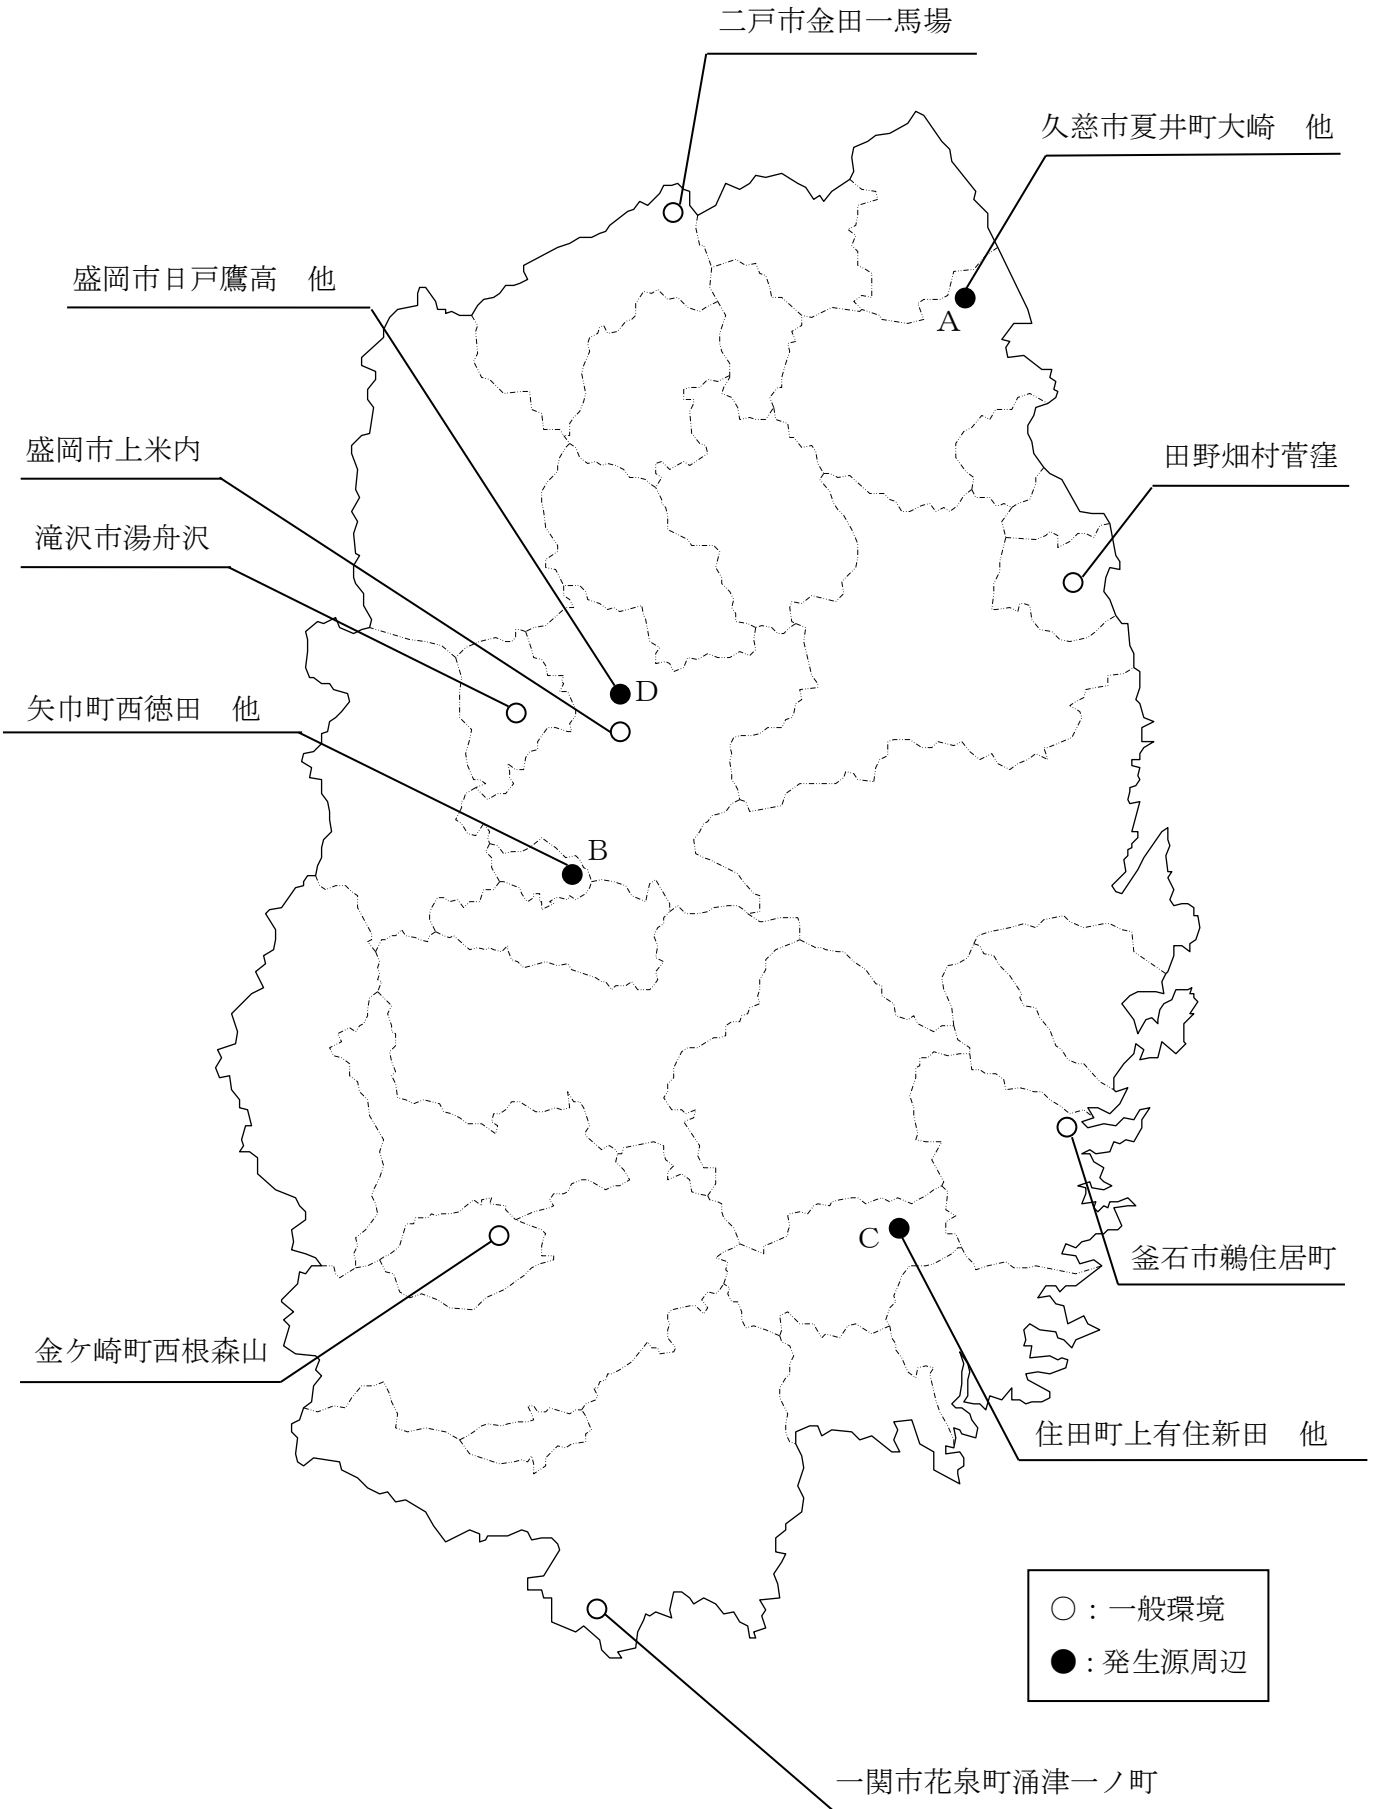 二戸市金田一馬場
久慈市夏井町大崎　他
A
盛岡市日戸鷹高　他
盛岡市上米内
田野畑村菅窪
滝沢市湯舟沢
D
矢巾町西徳田　他
B
C
釜石市鵜住居町
金ケ崎町西根森山
住田町上有住新田　他
○：一般環境
●：発生源周辺
一関市花泉町涌津一ノ町